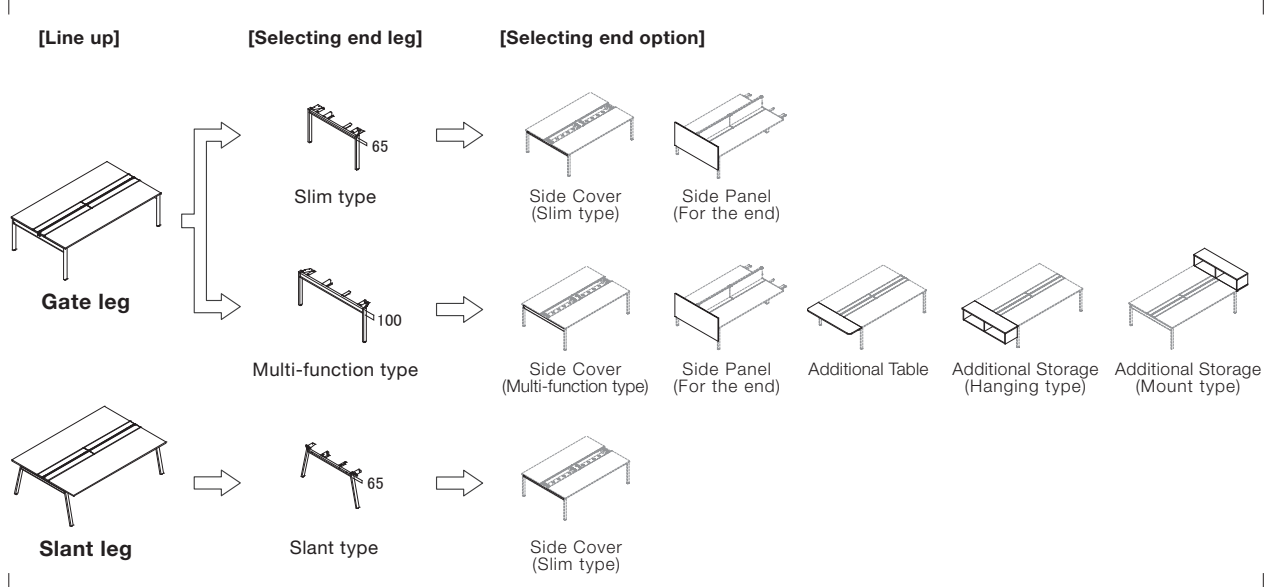 [Line up]
[Selecting end leg]
[Selecting end option]
65
Slim type
Side Cover
(Slim type)
Side Panel
(For the end)
Gate leg
100
Multi-function type
Side Cover
(Multi-function type)
Side Panel
(For the end)
Additional Table
Additional Storage
(Hanging type)
Additional Storage
(Mount type)
Slant leg
65
Slant type
Side Cover
(Slim type)